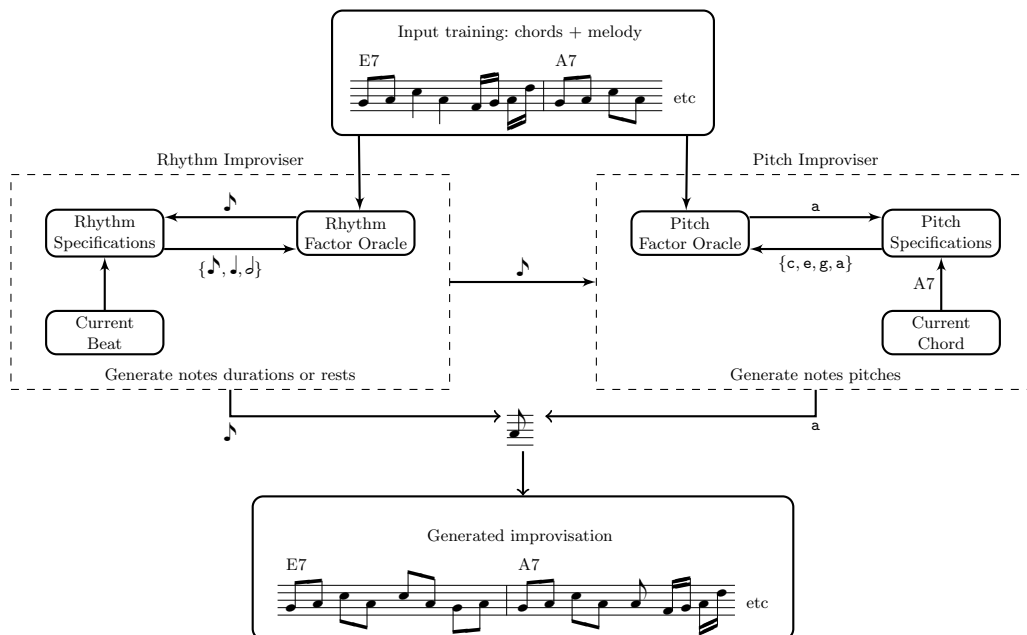 Input training: chords + melody
E7 A7
etc
Rhythm Improviser
Pitch Improviser
Rhythm
Specifications
♪
Rhythm
Factor Oracle
{♪, ♩, 𝅗𝅥}
Current
Beat
Generate notes durations or rests
♪
Pitch
Factor Oracle
a
Pitch
Specifications
{c, e, g, a}
A7
Current
Chord
Generate notes pitches
♪
a
Generated improvisation
E7 A7
etc